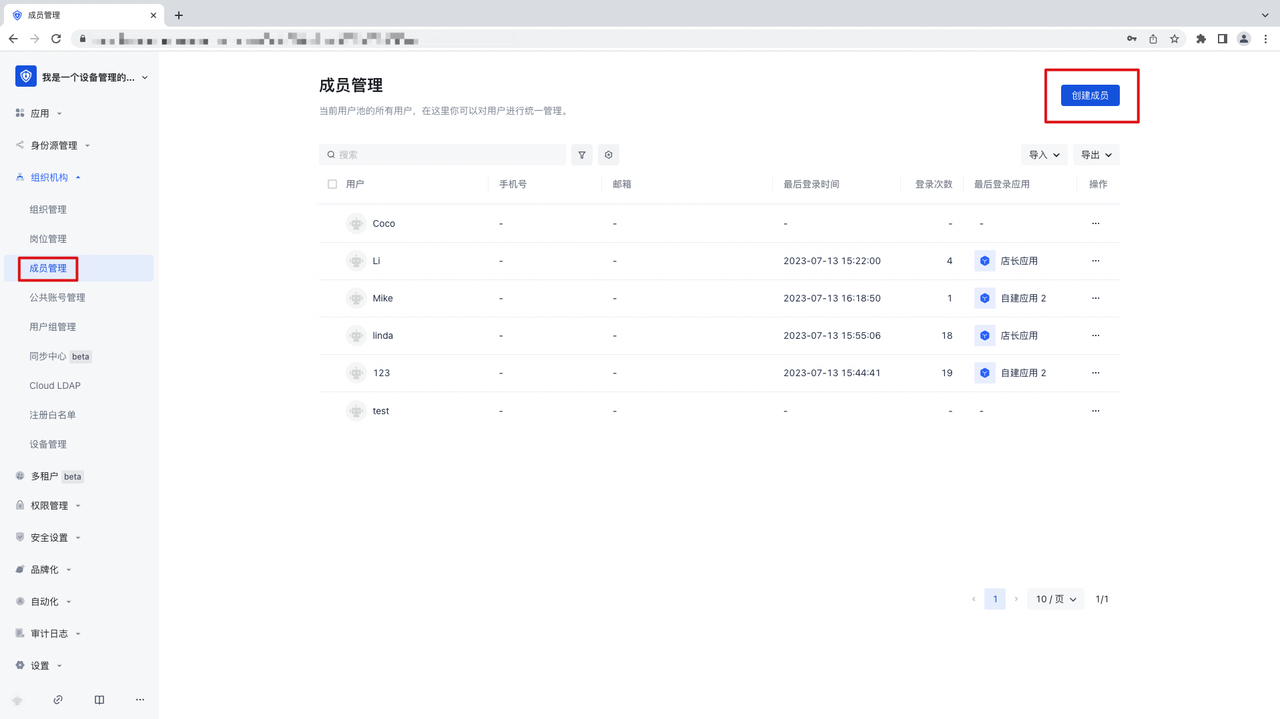 成员管理
我是一个设备管理的...
应用
身份源管理
组织机构
组织管理
岗位管理
成员管理
公共账号管理
用户组管理
同步中心 beta
Cloud LDAP
注册白名单
设备管理
多租户 beta
权限管理
安全设置
品牌化
自动化
审计日志
设置
成员管理
当前用户池的所有用户，在这里你可以对用户进行统一管理。
创建成员
搜索
导入
导出
用户 手机号 邮箱 最后登录时间 登录次数 最后登录应用 操作
Coco - - - - - ...
Li - - 2023-07-13 15:22:00 4 店长应用 ...
Mike - - 2023-07-13 16:18:50 1 自建应用 2 ...
linda - - 2023-07-13 15:55:06 18 店长应用 ...
123 - - 2023-07-13 15:44:41 19 自建应用 2 ...
test - - - - - ...
1 10 / 页 1/1